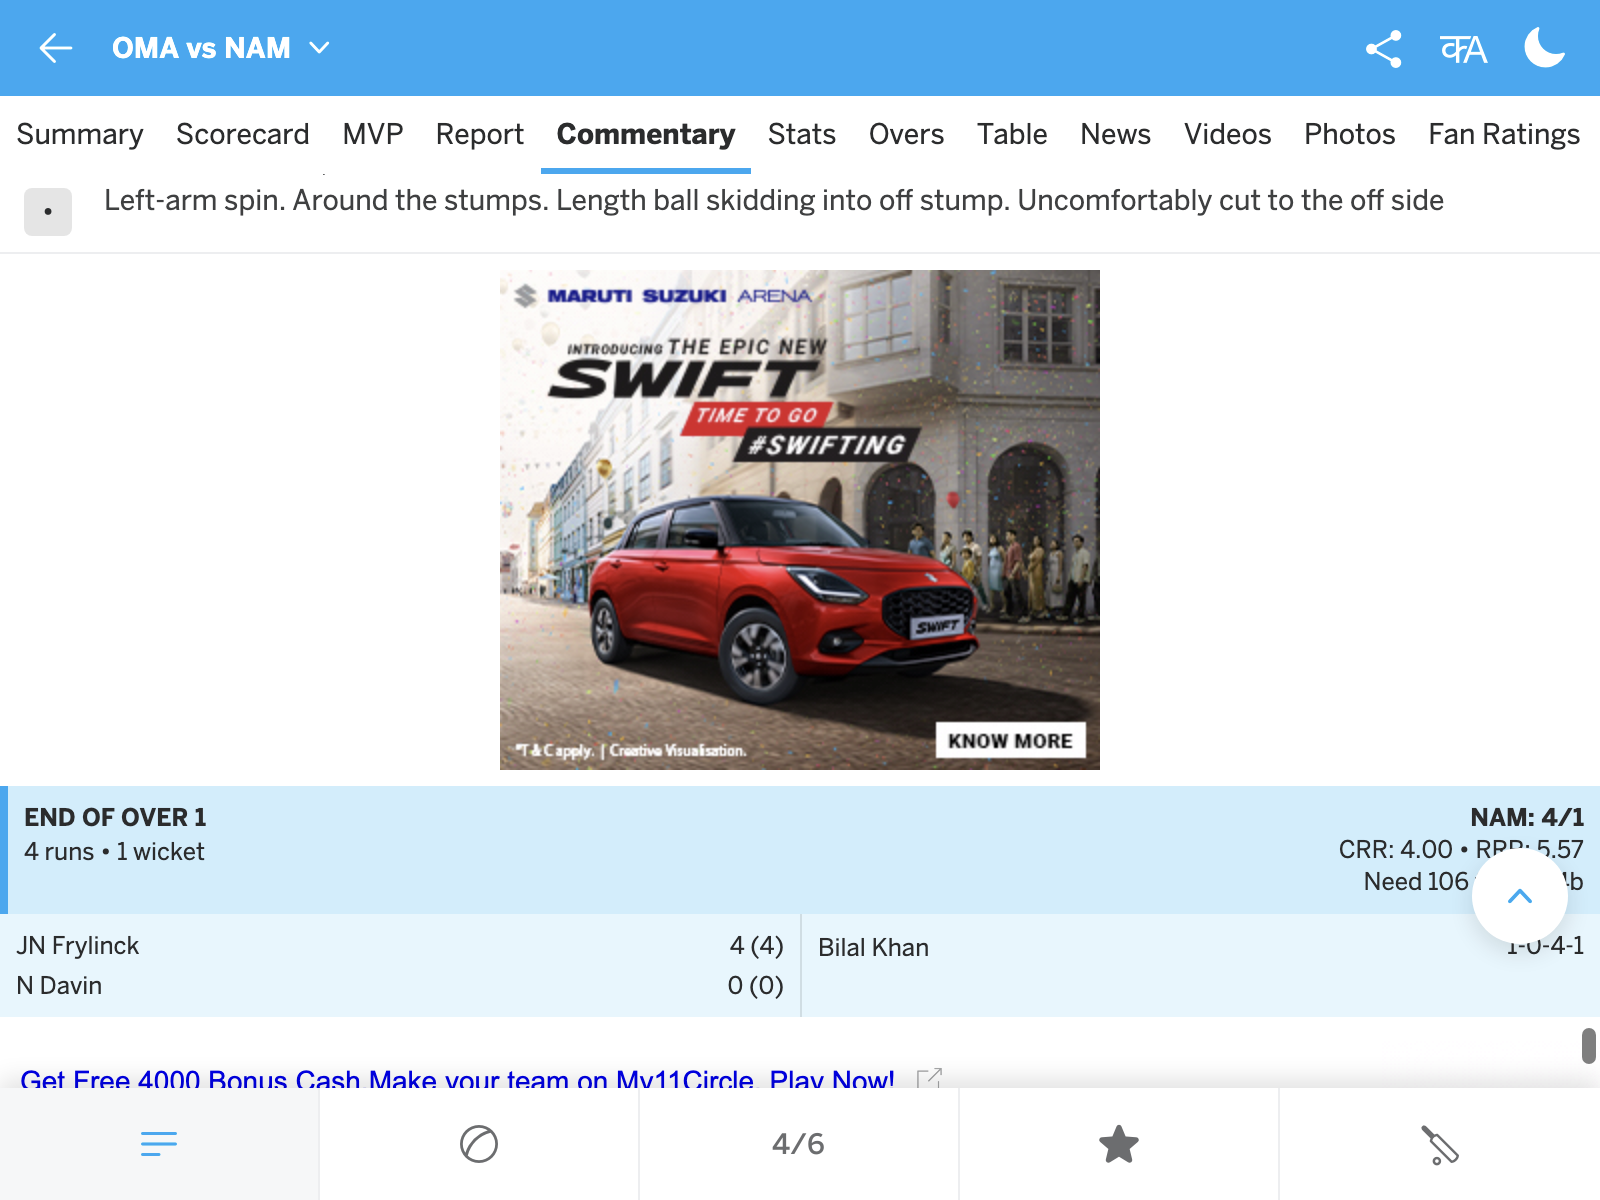 OMA vs NAM
क A
Summary Scorecard MVP Report Commentary Stats Overs Table News Videos Photos Fan Ratings
Left-arm spin. Around the stumps. Length ball skidding into off stump. Uncomfortably cut to the off side
MARUTI SUZUKI ARENA
INTRODUCING THE EPIC NEW
SWIFT
TIME TO GO
#SWIFTING
SWIFT
KNOW MORE
*T & C apply. | Creative Visualisation.
END OF OVER 1
4 runs • 1 wicket
NAM: 4/1
CRR: 4.00 • RRR: 5.57
Need 106
JN Frylinck 4 (4)
N Davin 0 (0)
Bilal Khan 1-0-4-1
Get Free 4000 Bonus Cash Make your team on My11Circle. Play Now!
4/6